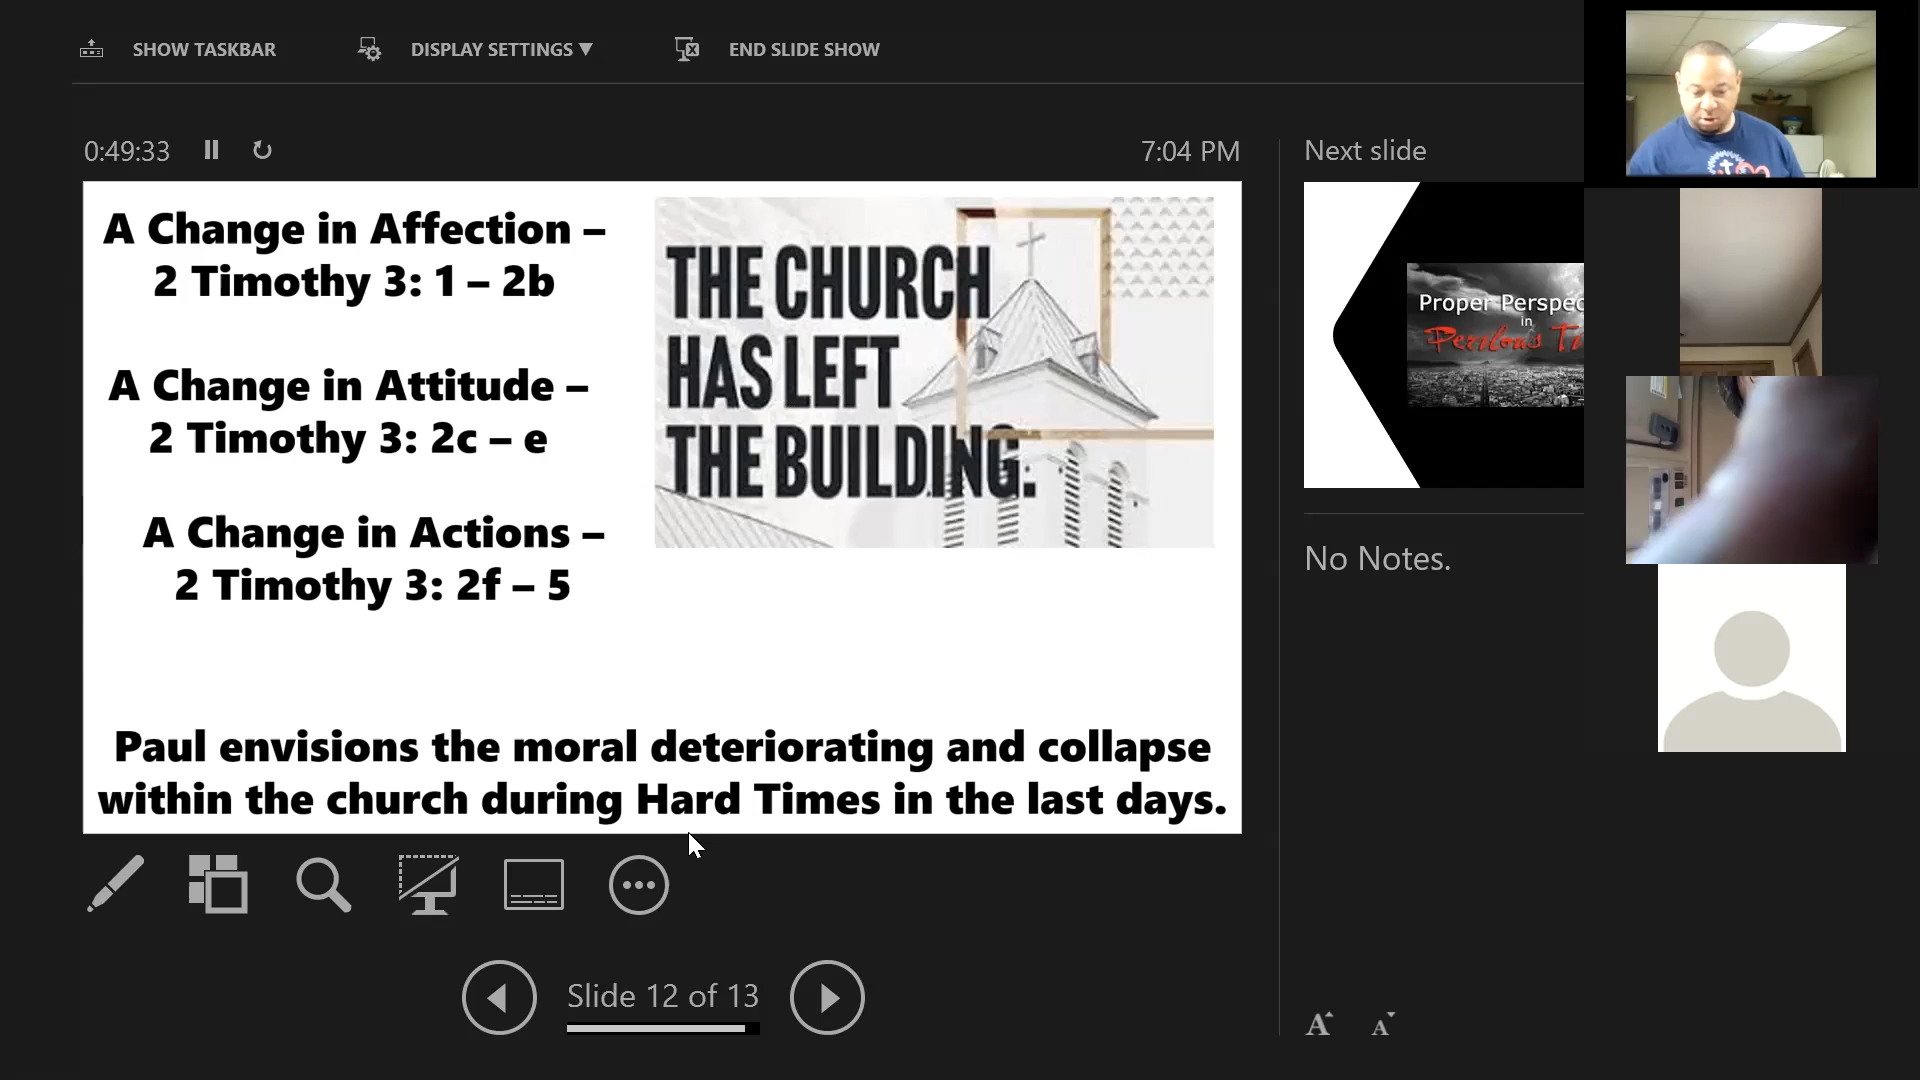 SHOW TASKBAR
DISPLAY SETTINGS ▼
END SLIDE SHOW
0:49:33
7:04 PM
Next slide
A Change in Affection –
2 Timothy 3: 1 – 2b
A Change in Attitude –
2 Timothy 3: 2c – e
A Change in Actions –
2 Timothy 3: 2f – 5
THE CHURCH
HAS LEFT
THE BUILDING.
Paul envisions the moral deteriorating and collapse
within the church during Hard Times in the last days.
Proper
in
Perilous
No Notes.
Slide 12 of 13
A A